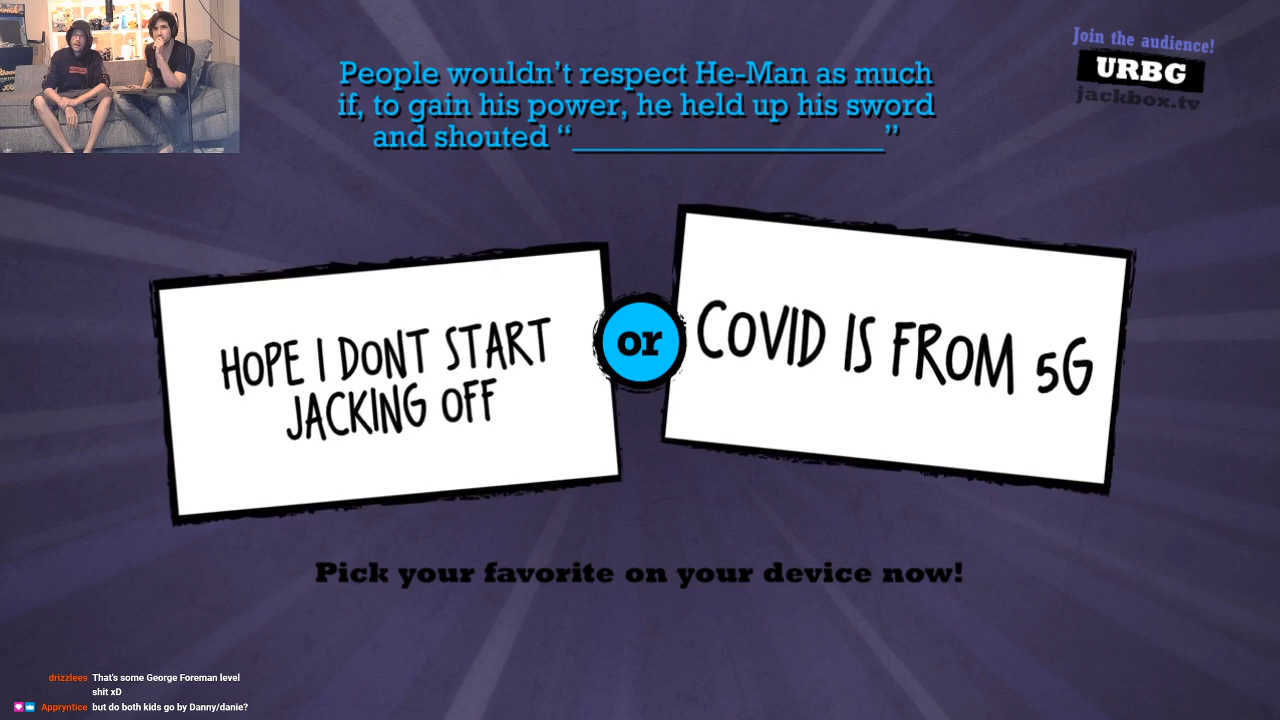 Join the audience!
URBG
jackbox.tv
People wouldn't respect He-Man as much
if, to gain his power, he held up his sword
and shouted “____________________”
HOPE I DONT START
JACKING OFF
or
COVID IS FROM 5G
Pick your favorite on your device now!
drizzlees That's some George Foreman level
shit xD
Appryntice but do both kids go by Danny/danie?